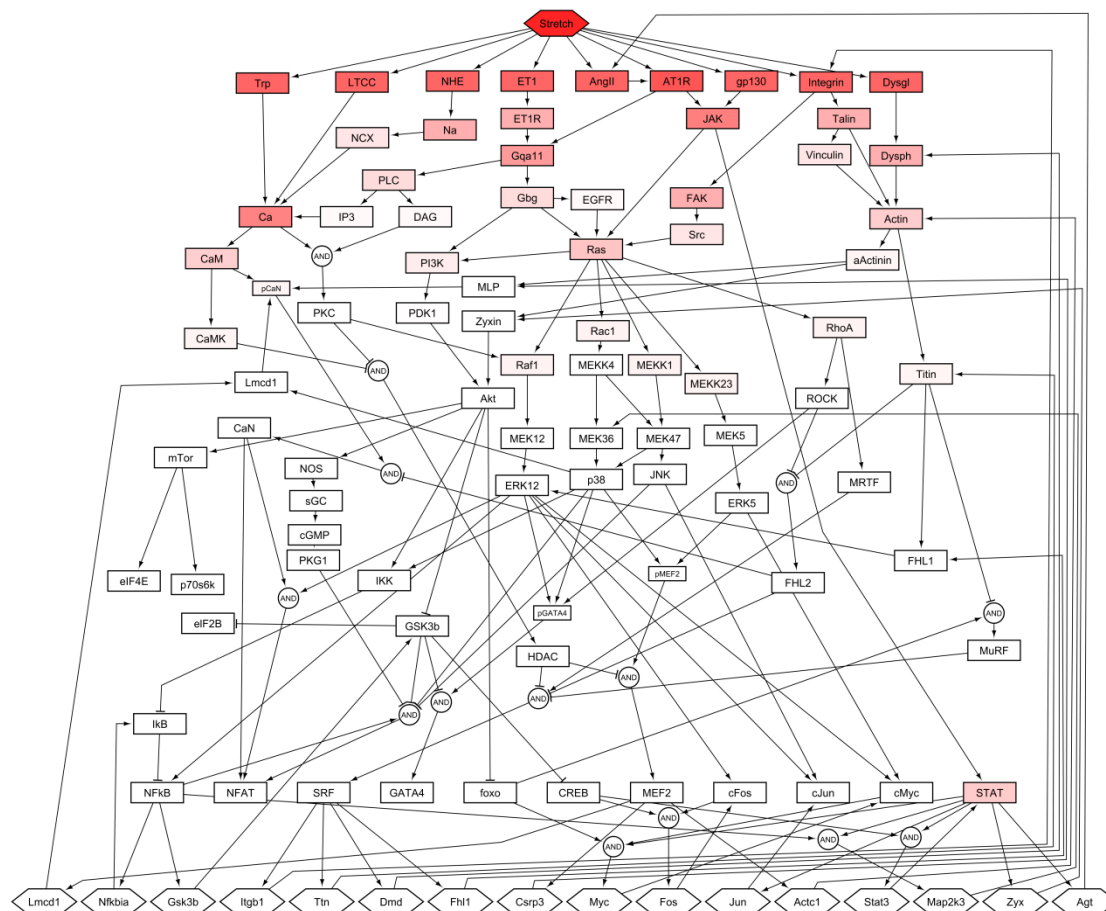 Stretch
Trp
LTCC
NHE
ET1
AngII
AT1R
gp130
Integrin
Dysgl
NCX
Na
ET1R
JAK
Talin
Gqa11
Vinculin
Dysph
PLC
Gbg
EGFR
FAK
Ca
IP3
DAG
Src
Actin
AND
Ras
CaM
PI3K
aActinin
pCaN
MLP
PKC
PDK1
Zyxin
Rac1
RhoA
CaMK
Raf1
MEKK4
MEKK1
AND
Lmcd1
MEKK23
Titin
Akt
ROCK
CaN
MEK12
MEK36
MEK47
MEK5
mTor
NOS
AND
p38
JNK
AND
MRTF
ERK12
sGC
ERK5
cGMP
PKG1
FHL1
eIF4E
p70s6k
IKK
pMEF2
FHL2
AND
pGATA4
AND
eIF2B
GSK3b
HDAC
MuRF
AND
AND
AND
AND
IkB
NFkB
NFAT
SRF
GATA4
foxo
CREB
MEF2
cFos
cJun
cMyc
STAT
AND
AND
AND
AND
Lmcd1
Nfkbia
Gsk3b
Itgb1
Ttn
Dmd
Fhl1
Csrp3
Myc
Fos
Jun
Actc1
Stat3
Map2k3
Zyx
Agt